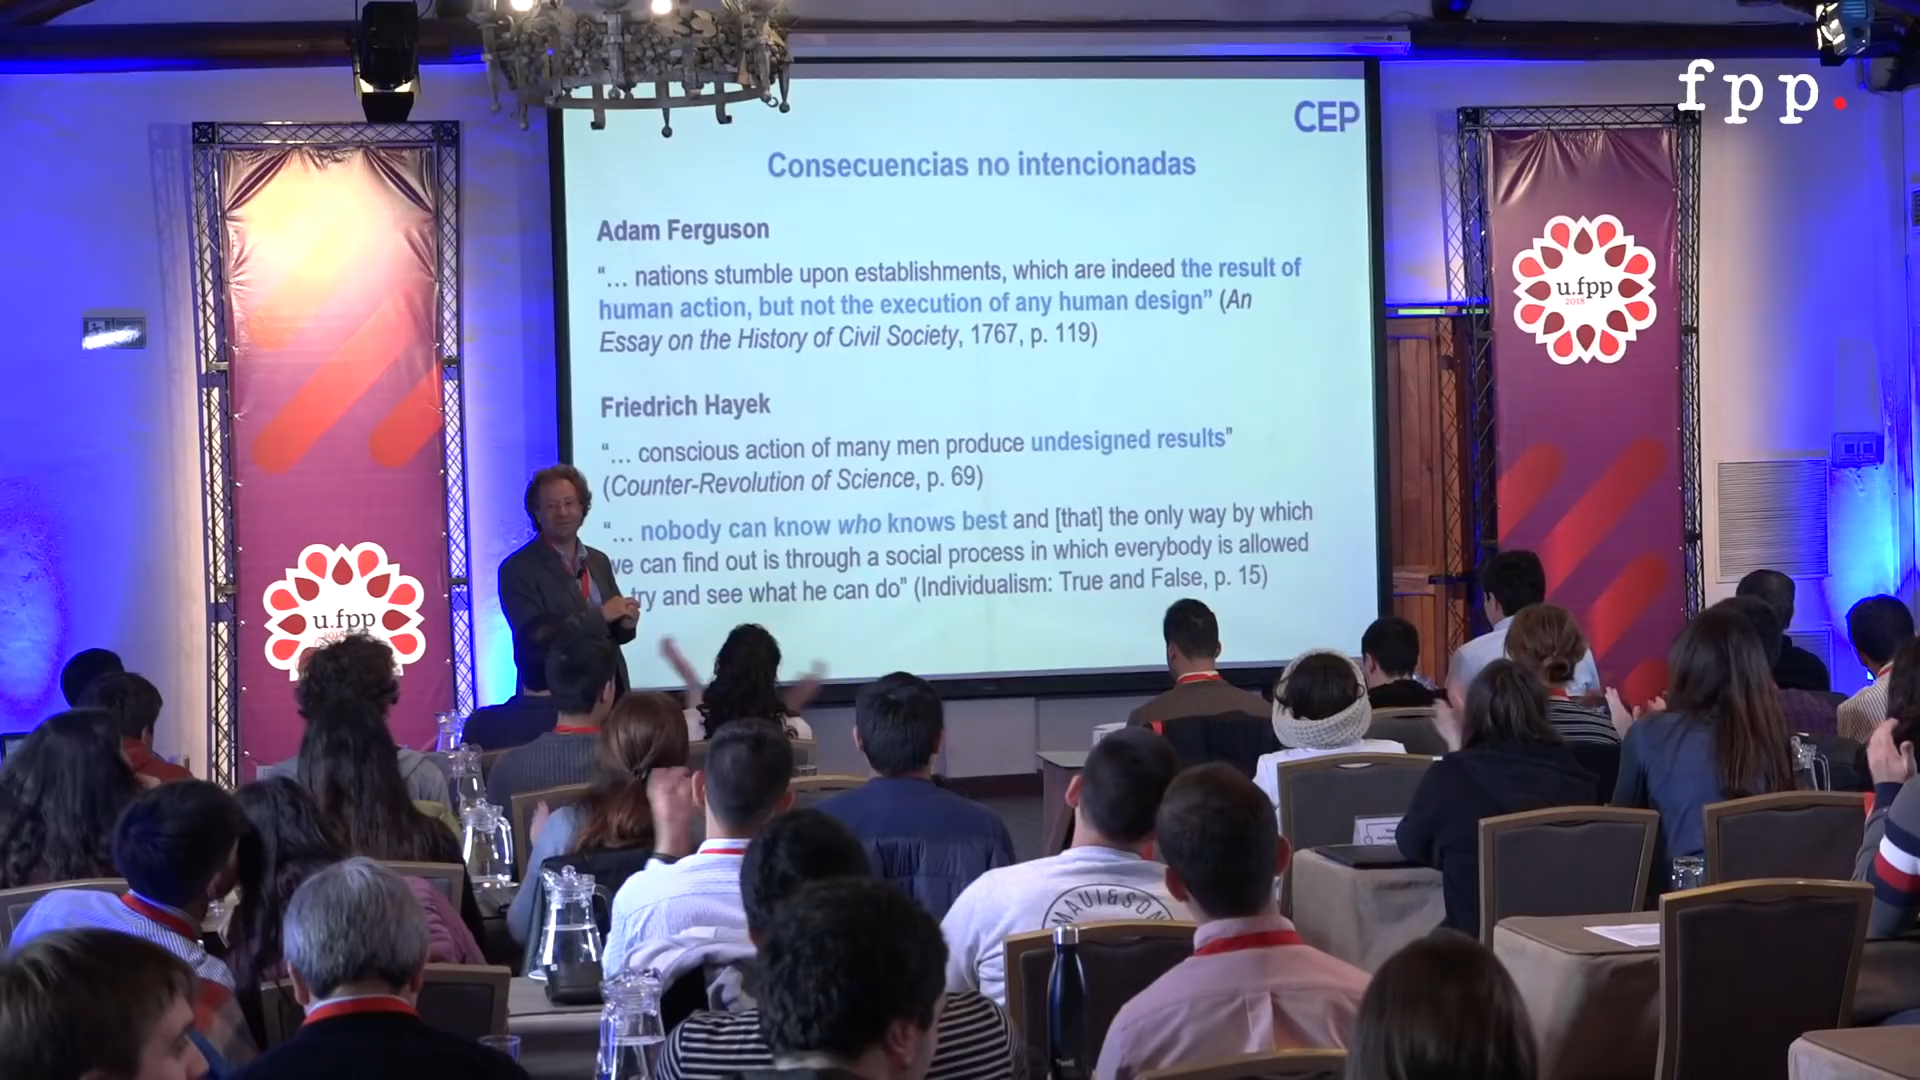 fpp.
CEP
Consecuencias no intencionadas
Adam Ferguson
“… nations stumble upon establishments, which are indeed the result of
human action, but not the execution of any human design” (An
Essay on the History of Civil Society, 1767, p. 119)
Friedrich Hayek
“… conscious action of many men produce undesigned results”
(Counter-Revolution of Science, p. 69)
“… nobody can know who knows best and [that] the only way by which
we can find out is through a social process in which everybody is allowed
try and see what he can do" (Individualism: True and False, p. 15)
u.fpp
2018
u.fpp
2018
MAUI&SON